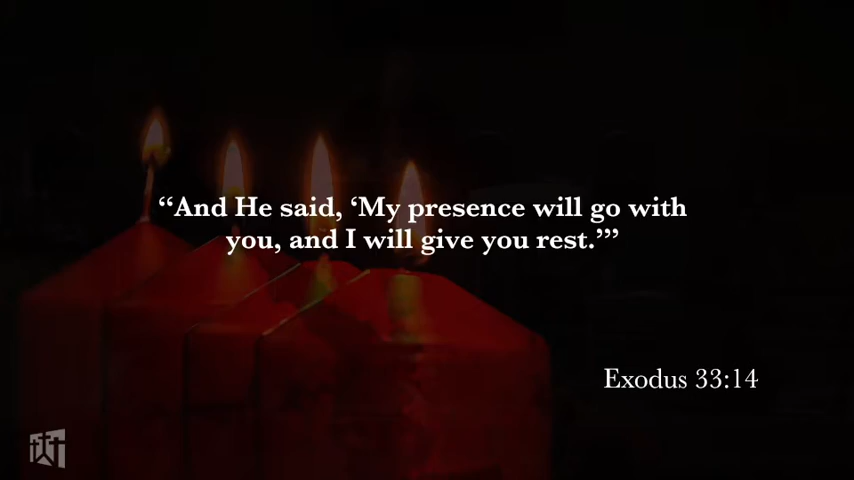 “And He said, ‘My presence will go with
you, and I will give you rest.’”
Exodus 33:14